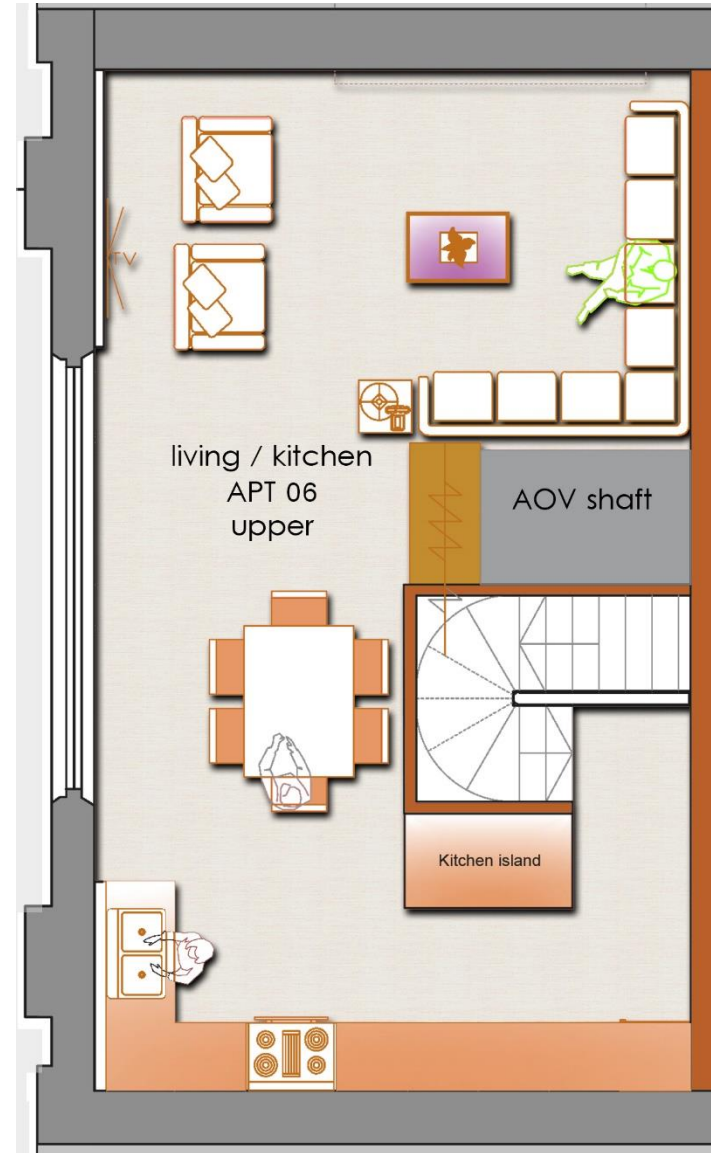 TV
living / kitchen
APT 06
upper
AOV shaft
Kitchen island